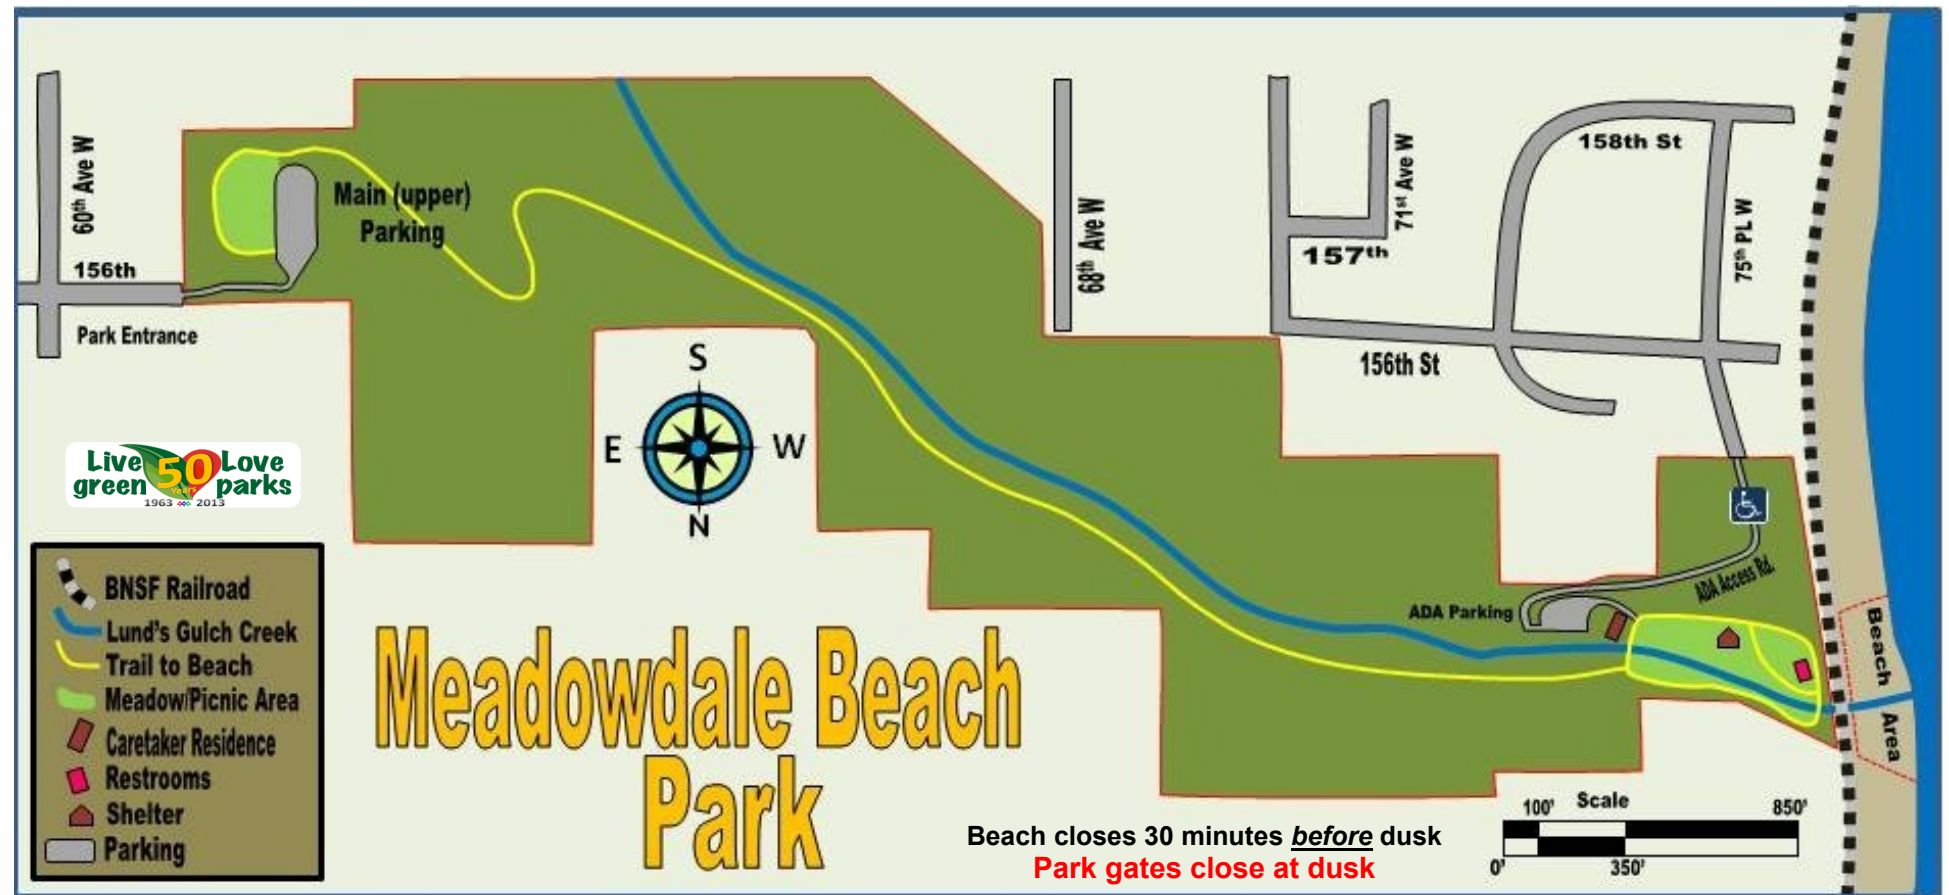 60th Ave W
156th
Park Entrance
Main (upper)
Parking
68th Ave W
71st Ave W
157th
158th St
75th PL W
156th St
S
E
W
N
Live
green
50
Years
Love
parks
1963
2013
BNSF Railroad
Lund's Gulch Creek
Trail to Beach
Meadow/Picnic Area
Caretaker Residence
Restrooms
Shelter
Parking
Meadowdale Beach
Park
ADA Parking
ADA Access Rd.
Beach
Area
Beach closes 30 minutes before dusk
Park gates close at dusk
100'
Scale
850'
0'
350'